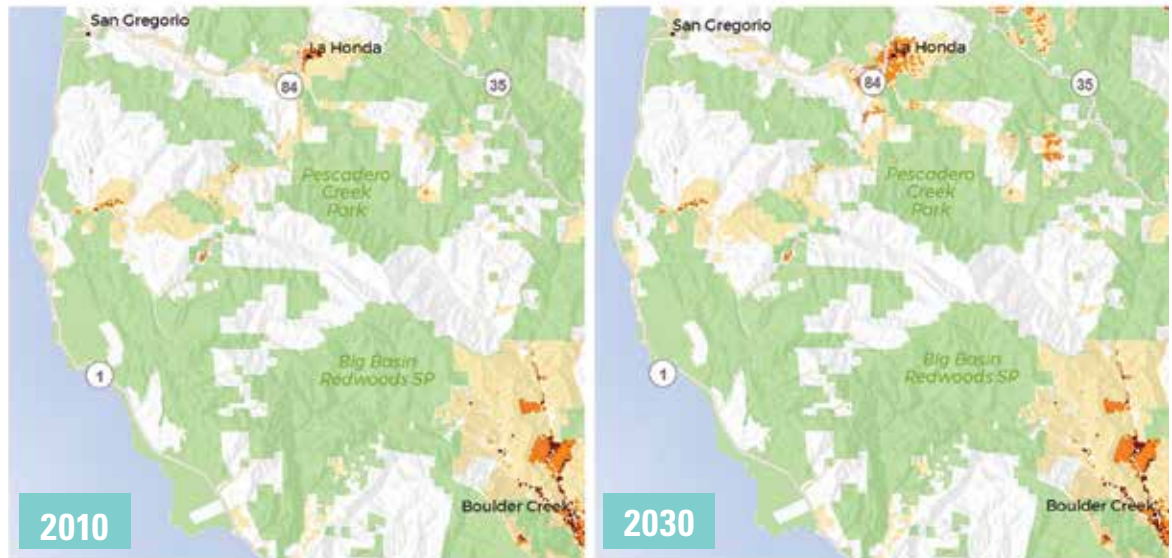 San Gregorio
La Honda
84
35
Pescadero
Creek
Park
Big Basin
Redwoods SP
1
Boulder Creek
2010
San Gregorio
La Honda
84
35
Pescadero
Creek
Park
Big Basin
Redwoods SP
1
Boulder Creek
2030